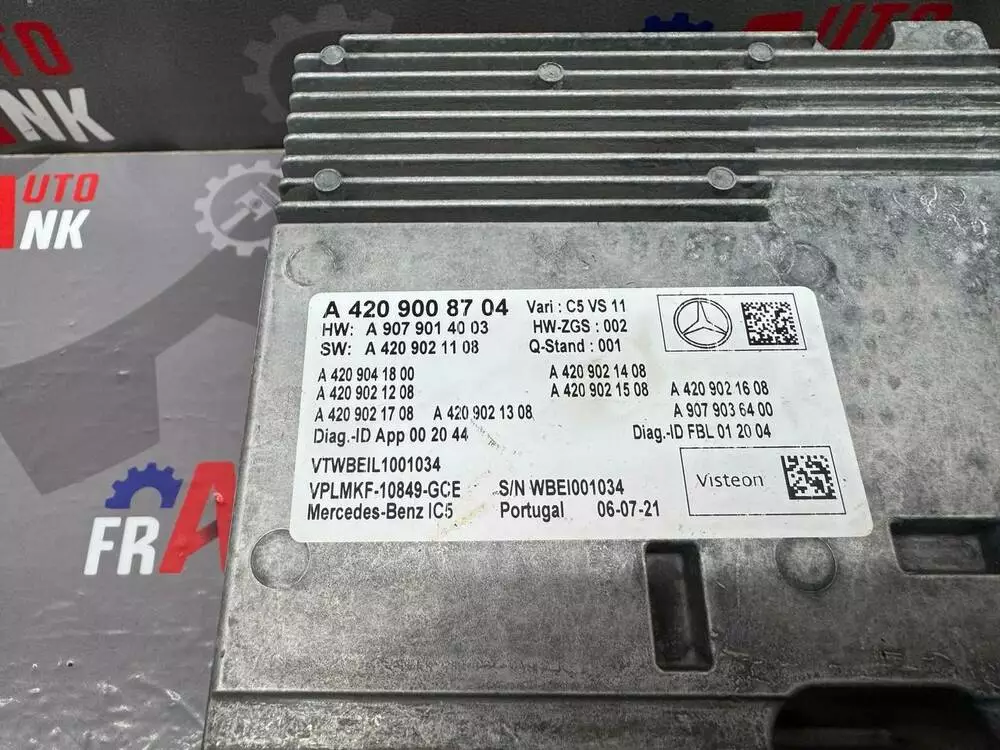 AUTO
NK
AUTO
NK
FRA
A 420 900 87 04
Vari : C5 VS 11
HW: A 907 901 40 03
HW-ZGS : 002
SW: A 420 902 11 08
Q-Stand : 001
A 420 904 18 00
A 420 902 14 08
A 420 902 12 08
A 420 902 15 08
A 420 902 16 08
A 420 902 17 08
A 420 902 13 08
A 907 903 64 00
Diag.-ID App 00 20 44
Diag.-ID FBL 01 20 04
VTWBEIL1001034
VPLMKF-10849-GCE
S/N WBEI001034
Visteon
Mercedes-Benz IC5
Portugal
06-07-21